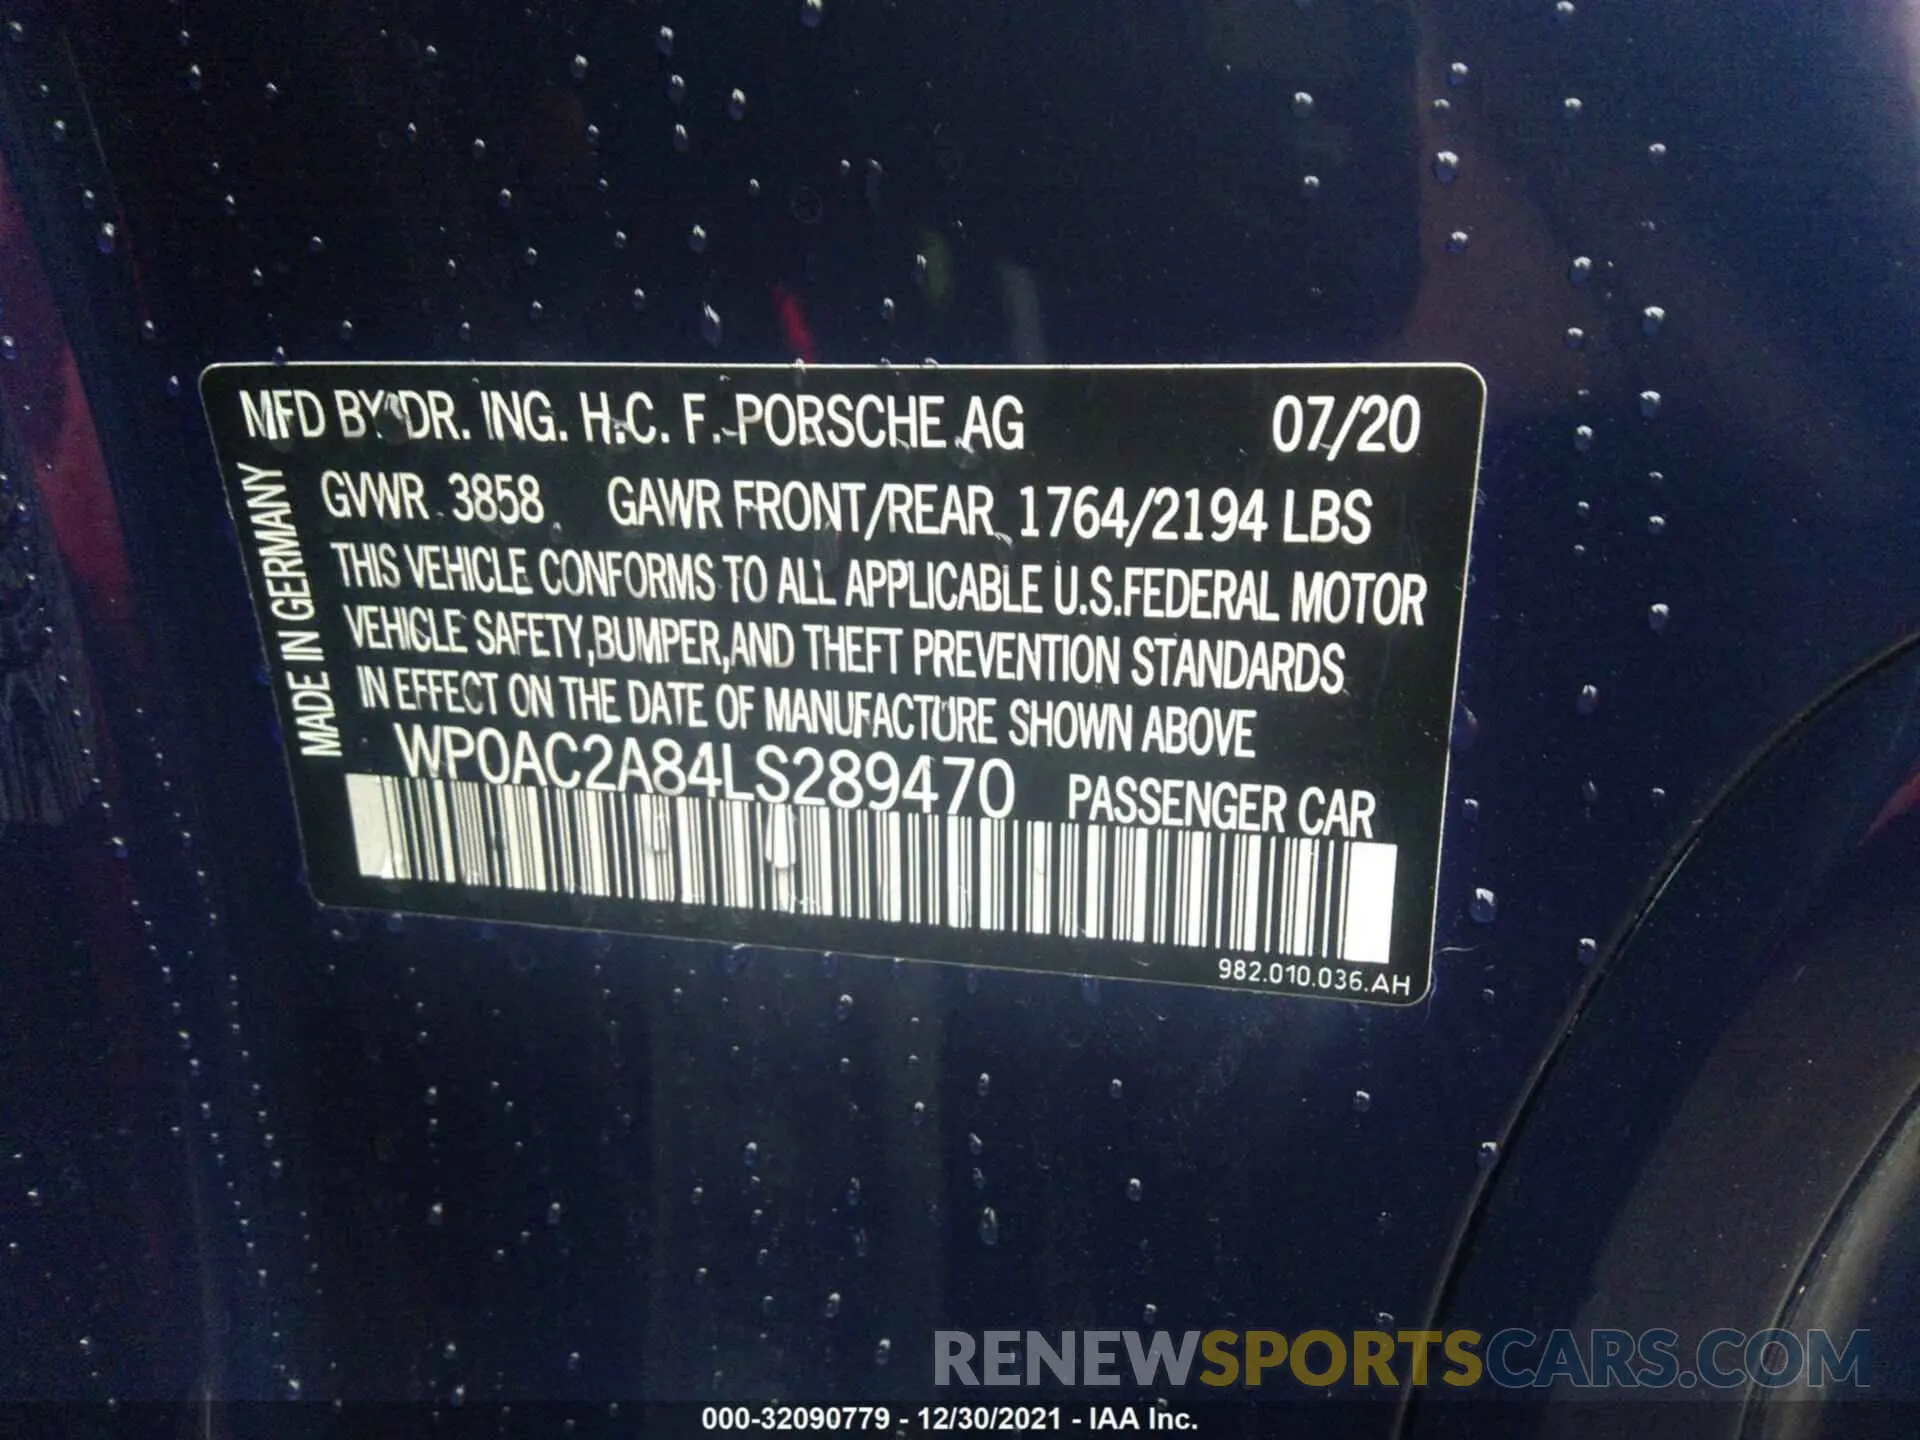 MFD BY DR. ING. H.C. F. PORSCHE AG 07/20
GVWR 3858 GAWR FRONT/REAR 1764/2194 LBS
THIS VEHICLE CONFORMS TO ALL APPLICABLE U.S.FEDERAL MOTOR
VEHICLE SAFETY,BUMPER,AND THEFT PREVENTION STANDARDS
IN EFFECT ON THE DATE OF MANUFACTURE SHOWN ABOVE
WP0AC2A84LS289470 PASSENGER CAR
MADE IN GERMANY
982.010.036.AH
RENEWSPORTSCARS.COM
000-32090779 - 12/30/2021 - IAA Inc.